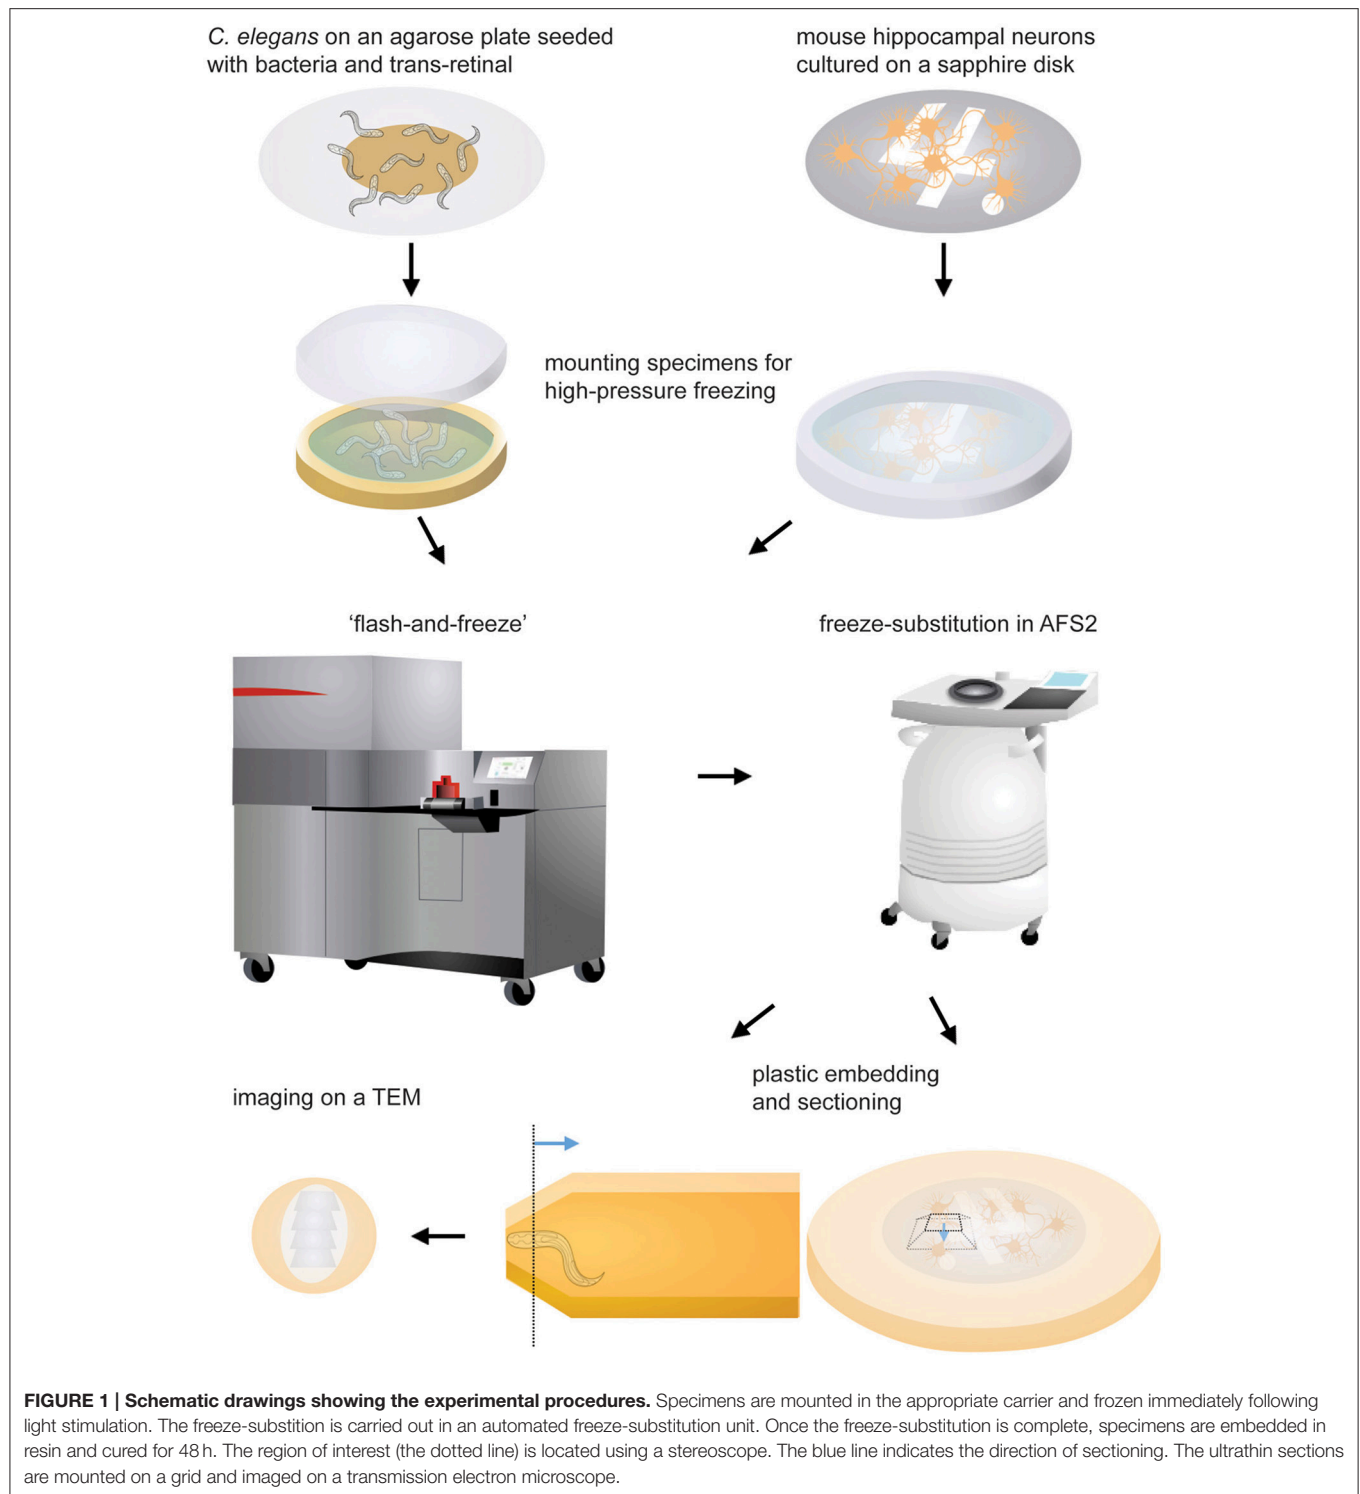 C. elegans on an agarose plate seeded
with bacteria and trans-retinal
mouse hippocampal neurons
cultured on a sapphire disk
mounting specimens for
high-pressure freezing
‘flash-and-freeze’
freeze-substitution in AFS2
plastic embedding
and sectioning
imaging on a TEM
FIGURE 1 | Schematic drawings showing the experimental procedures. Specimens are mounted in the appropriate carrier and frozen immediately following
light stimulation. The freeze-substition is carried out in an automated freeze-substitution unit. Once the freeze-substitution is complete, specimens are embedded in
resin and cured for 48 h. The region of interest (the dotted line) is located using a stereoscope. The blue line indicates the direction of sectioning. The ultrathin sections
are mounted on a grid and imaged on a transmission electron microscope.